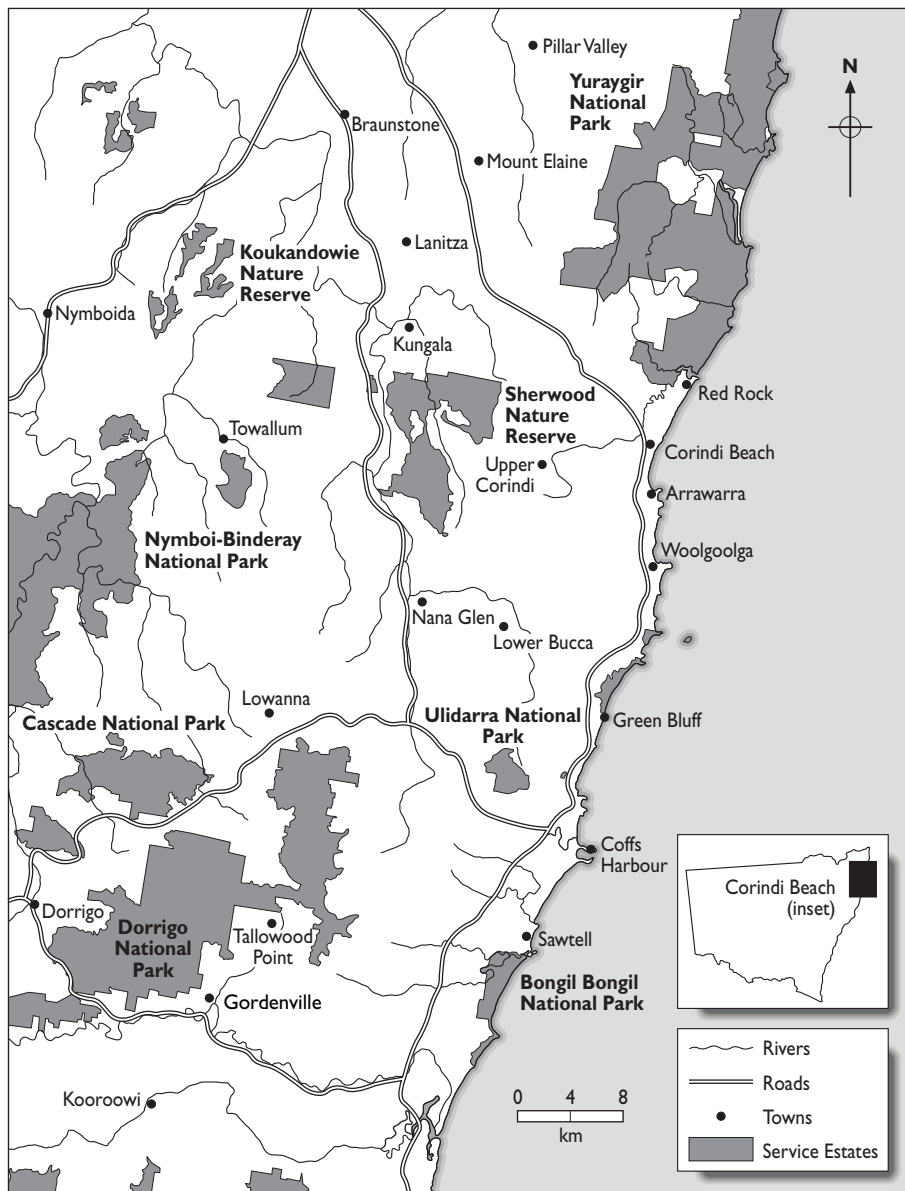 Pillar Valley
Yuraygir
National
Park
N
Braunstone
Mount Elaine
Lanitza
Koukandowie
Nature
Reserve
Nymboida
Kungala
Red Rock
Sherwood
Nature
Reserve
Towallum
Corindi Beach
Upper
Corindi
Arrawarra
Nymboi-Binderay
National Park
Woolgoolga
Nana Glen
Lower Bucca
Lowanna
Cascade National Park
Ulidarra National
Park
Green Bluff
Coffs
Harbour
Corindi Beach
(inset)
Dorrigo
Dorrigo
National
Park
Tallowood
Point
Sawtell
Bongil Bongil
National Park
Gordenville
Kooroowi
0 4 8
km
Rivers
Roads
Towns
Service Estates